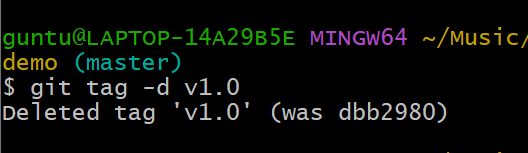 guntu@LAPTOP-14A29B5E MINGW64 ~/Music/
demo (master)
$ git tag -d v1.0
Deleted tag 'v1.0' (was dbb2980)